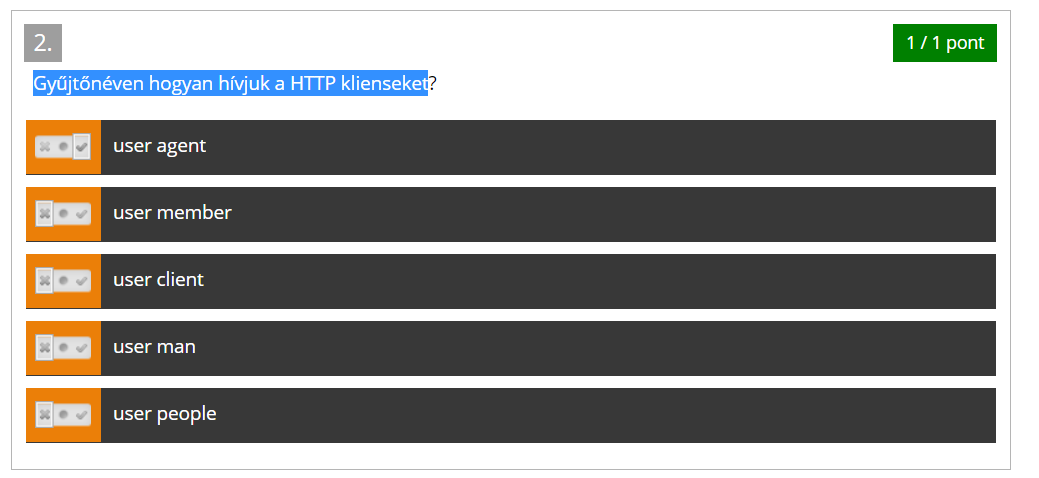 2.
1 / 1 pont
Gyűjtőnéven hogyan hívjuk a HTTP klienseket?
user agent
user member
user client
user man
user people